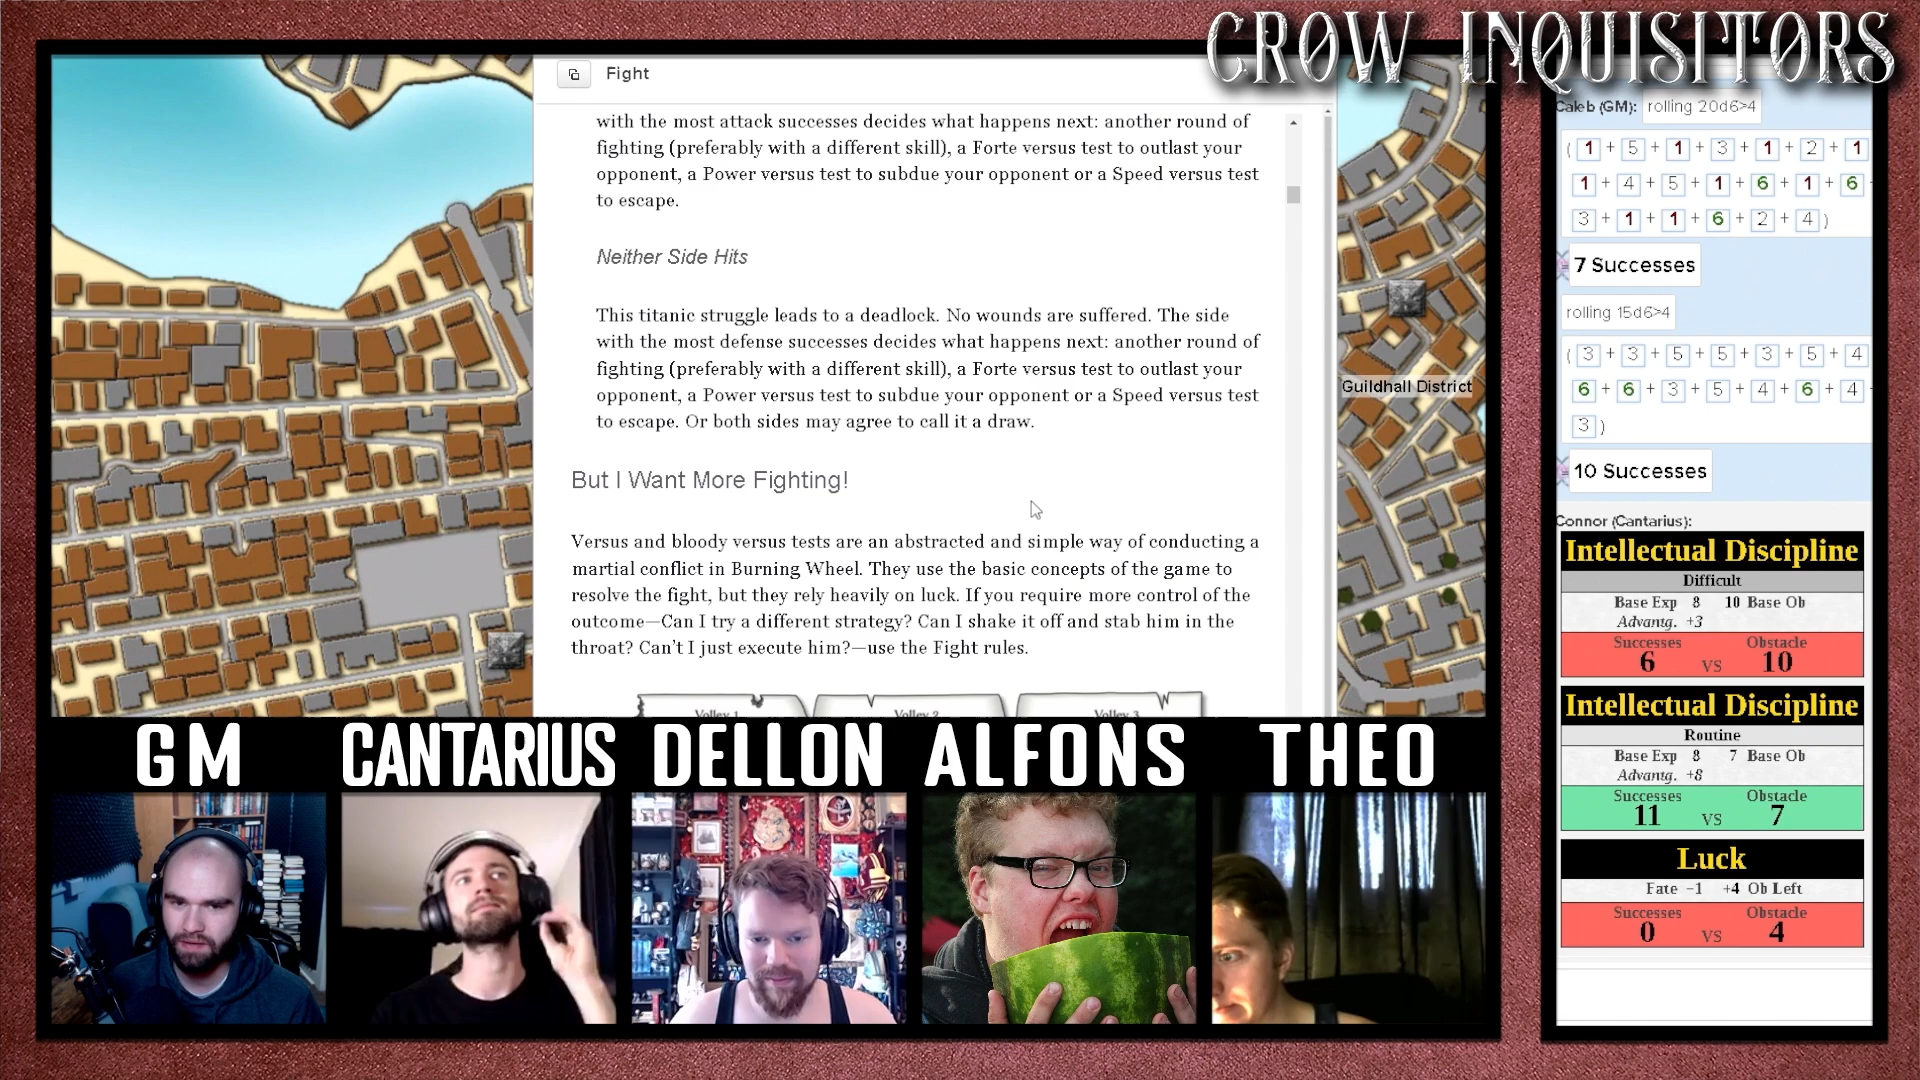 CROW INQUISITORS
Fight
with the most attack successes decides what happens next: another round of
fighting (preferably with a different skill), a Forte versus test to outlast your
opponent, a Power versus test to subdue your opponent or a Speed versus test
to escape.
Neither Side Hits
This titanic struggle leads to a deadlock. No wounds are suffered. The side
with the most defense successes decides what happens next: another round of
fighting (preferably with a different skill), a Forte versus test to outlast your
opponent, a Power versus test to subdue your opponent or a Speed versus test
to escape. Or both sides may agree to call it a draw.
But I Want More Fighting!
Versus and bloody versus tests are an abstracted and simple way of conducting a
martial conflict in Burning Wheel. They use the basic concepts of the game to
resolve the fight, but they rely heavily on luck. If you require more control of the
outcome—Can I try a different strategy? Can I shake it off and stab him in the
throat? Can't I just execute him?—use the Fight rules.
Volley 1 Volley 2 Volley 3
Guildhall District
Caleb (GM): rolling 20d6>4
( 1 + 5 + 1 + 3 + 1 + 2 + 1
1 + 4 + 5 + 1 + 6 + 1 + 6 +
3 + 1 + 1 + 6 + 2 + 4 )
7 Successes
rolling 15d6>4
( 3 + 3 + 5 + 5 + 3 + 5 + 4
6 + 6 + 3 + 5 + 4 + 6 + 4
3 )
10 Successes
Connor (Cantarius):
Intellectual Discipline
Difficult
Base Exp 8 10 Base Ob
Advantg. +3
Successes Obstacle
6 VS 10
Intellectual Discipline
Routine
Base Exp 8 7 Base Ob
Advantg. +8
Successes Obstacle
11 VS 7
Luck
Fate -1 +4 Ob Left
Successes Obstacle
0 VS 4
GM CANTARIUS DELLON ALFONS THEO